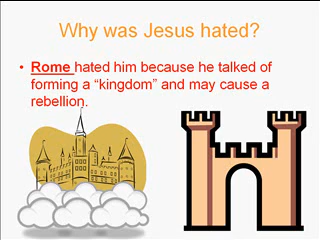 Why was Jesus hated?
• Rome hated him because he talked of
forming a “kingdom” and may cause a
rebellion.